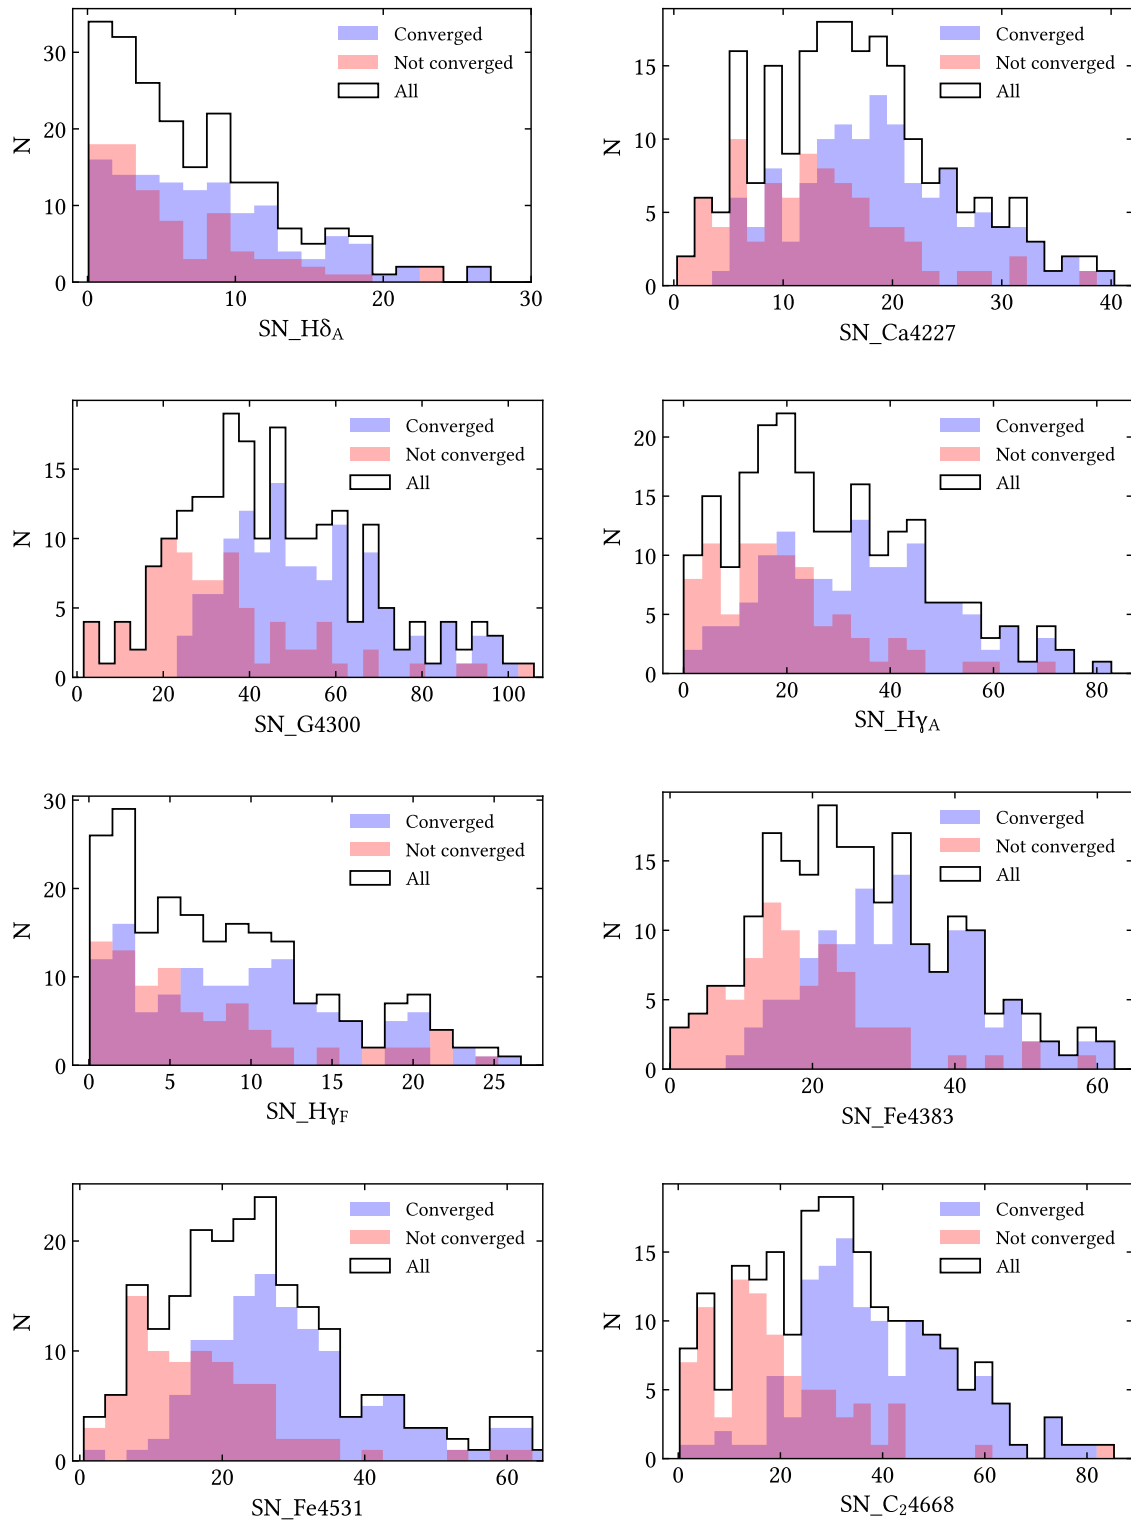 30
20
10
0
N
Converged
Not converged
All
0 10 20 30
SN_Hδ_A
15
10
5
0
N
Converged
Not converged
All
0 10 20 30 40
SN_Ca4227
15
10
5
0
N
Converged
Not converged
All
0 20 40 60 80 100
SN_G4300
20
15
10
5
0
N
Converged
Not converged
All
0 20 40 60 80
SN_Hγ_A
30
20
10
0
N
Converged
Not converged
All
0 5 10 15 20 25
SN_Hγ_F
15
10
5
0
N
Converged
Not converged
All
0 20 40 60
SN_Fe4383
20
10
0
N
Converged
Not converged
All
0 20 40 60
SN_Fe4531
15
10
5
0
N
Converged
Not converged
All
0 20 40 60 80
SN_C₂4668